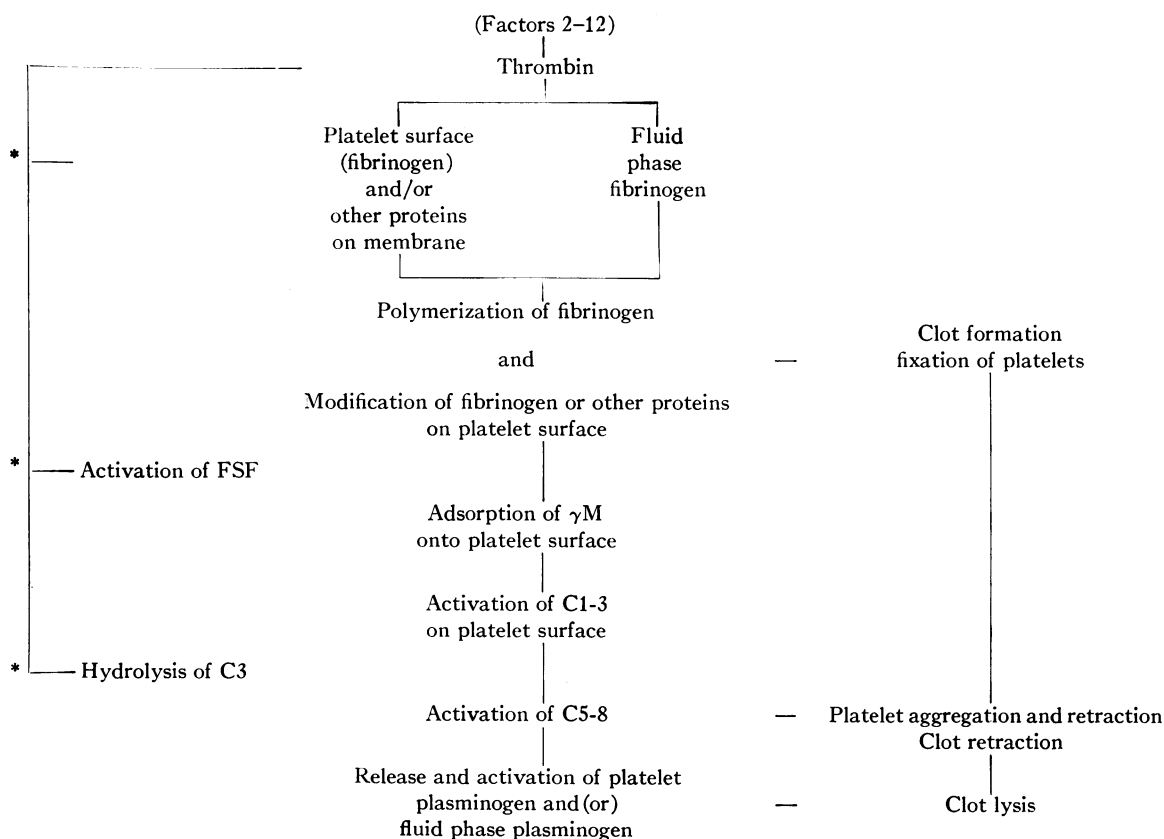 (Factors 2–12)
Thrombin
Platelet surface
(fibrinogen)
and/or
other proteins
on membrane
Fluid
phase
fibrinogen
*
Polymerization of fibrinogen
and
—
Clot formation
fixation of platelets
Modification of fibrinogen or other proteins
on platelet surface
* Activation of FSF
Adsorption of γM
onto platelet surface
Activation of C1-3
on platelet surface
* Hydrolysis of C3
Activation of C5-8
—
Platelet aggregation and retraction
Clot retraction
Release and activation of platelet
plasminogen and (or)
fluid phase plasminogen
—
Clot lysis